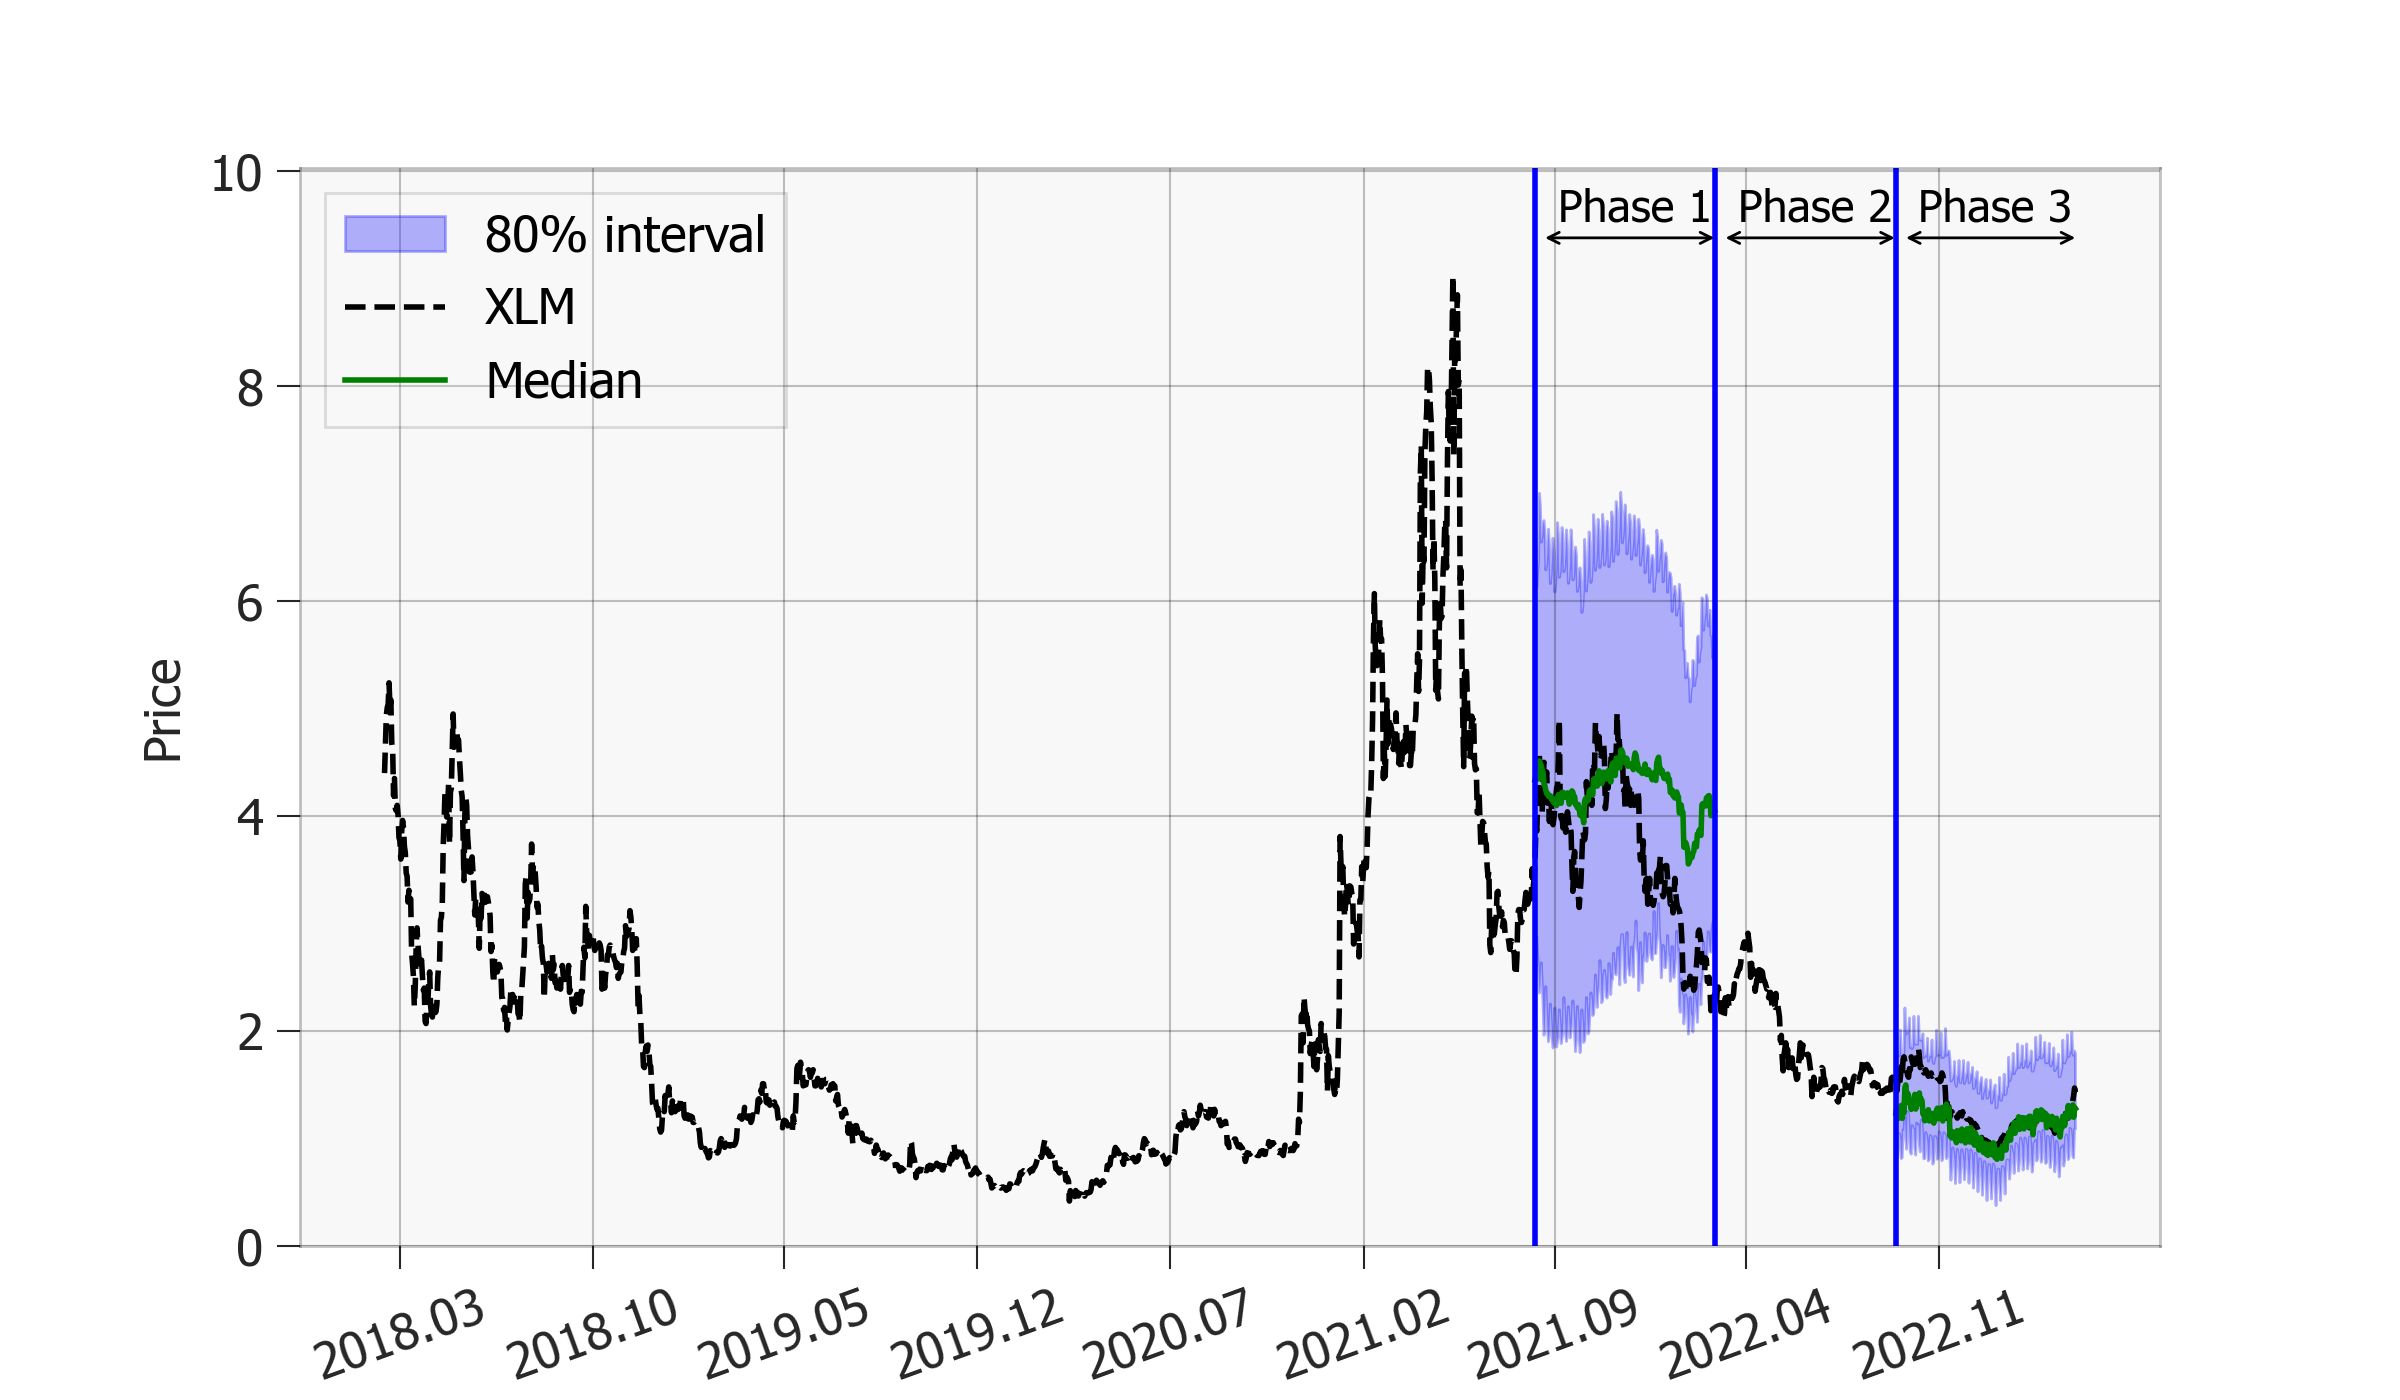 10
8
6
4
2
0
Price
80% interval
XLM
Median
Phase 1
Phase 2
Phase 3
2018.03
2018.10
2019.05
2019.12
2020.07
2021.02
2021.09
2022.04
2022.11